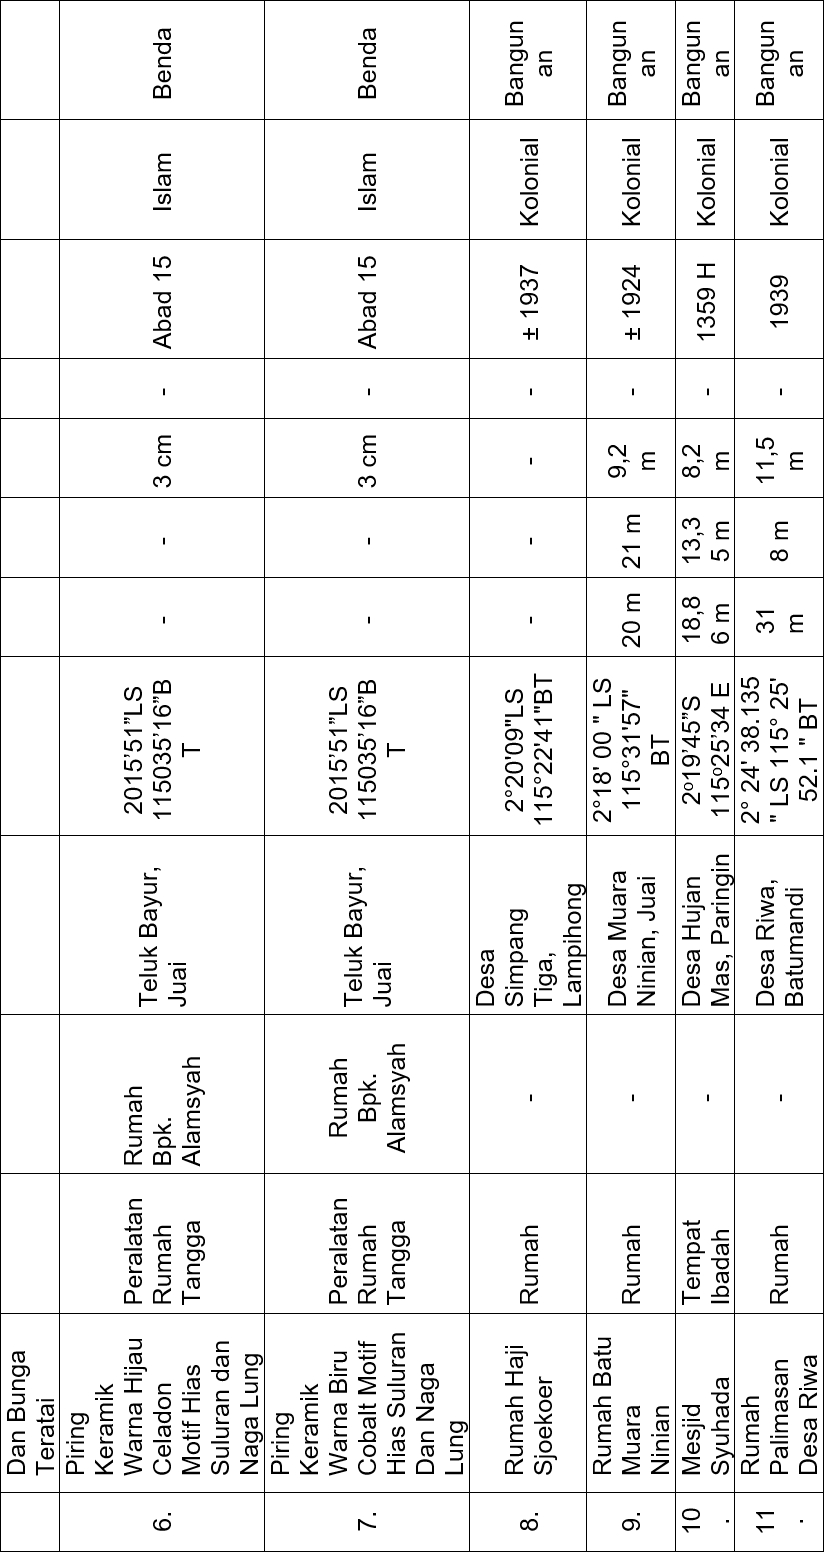 Dan Bunga
Teratai
6.
Piring
Keramik
Warna Hijau
Celadon
Motif Hias
Suluran dan
Naga Lung
Peralatan
Rumah
Tangga
Rumah
Bpk.
Alamsyah
Teluk Bayur,
Juai
2015’51”LS
115035’16”B
T
-
-
3 cm
-
Abad 15
Islam
Benda
7.
Piring
Keramik
Warna Biru
Cobalt Motif
Hias Suluran
Dan Naga
Lung
Peralatan
Rumah
Tangga
Rumah
Bpk.
Alamsyah
Teluk Bayur,
Juai
2015’51”LS
115035’16”B
T
-
-
3 cm
-
Abad 15
Islam
Benda
8.
Rumah Haji
Sjoekoer
Rumah
-
Desa
Simpang
Tiga,
Lampihong
2°20'09"LS
115°22'41"BT
-
-
-
-
± 1937
Kolonial
Bangun
an
9.
Rumah Batu
Muara
Ninian
Rumah
-
Desa Muara
Ninian, Juai
2°18' 00 " LS
115°31'57"
BT
20 m
21 m
9,2
m
-
± 1924
Kolonial
Bangun
an
10
.
Mesjid
Syuhada
Tempat
Ibadah
-
Desa Hujan
Mas, Paringin
2º19’45”S
115º25’34 E
18,8
6 m
13,3
5 m
8,2
m
-
1359 H
Kolonial
Bangun
an
11
.
Rumah
Palimasan
Desa Riwa
Rumah
-
Desa Riwa,
Batumandi
2° 24' 38.135
" LS 115° 25'
52.1 " BT
31
m
8 m
11,5
m
-
1939
Kolonial
Bangun
an